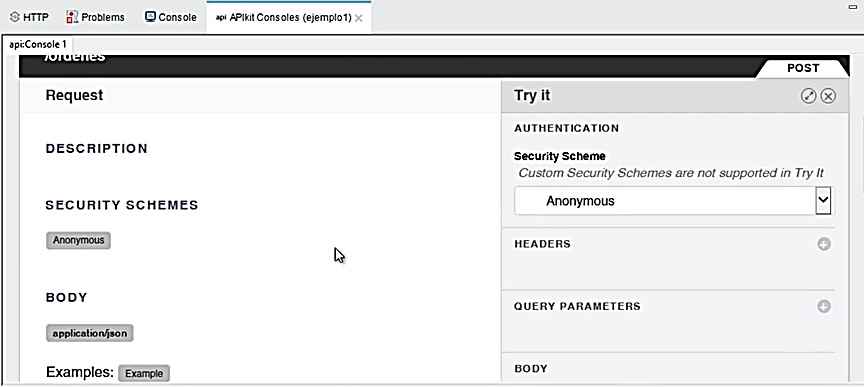 HTTP Problems Console api APIkit Consoles (ejemplo1)
api:Console 1
/ordenes
POST
Request
DESCRIPTION
SECURITY SCHEMES
Anonymous
BODY
application/json
Examples: Example
Try it
AUTHENTICATION
Security Scheme
Custom Security Schemes are not supported in Try It
Anonymous
HEADERS
QUERY PARAMETERS
BODY